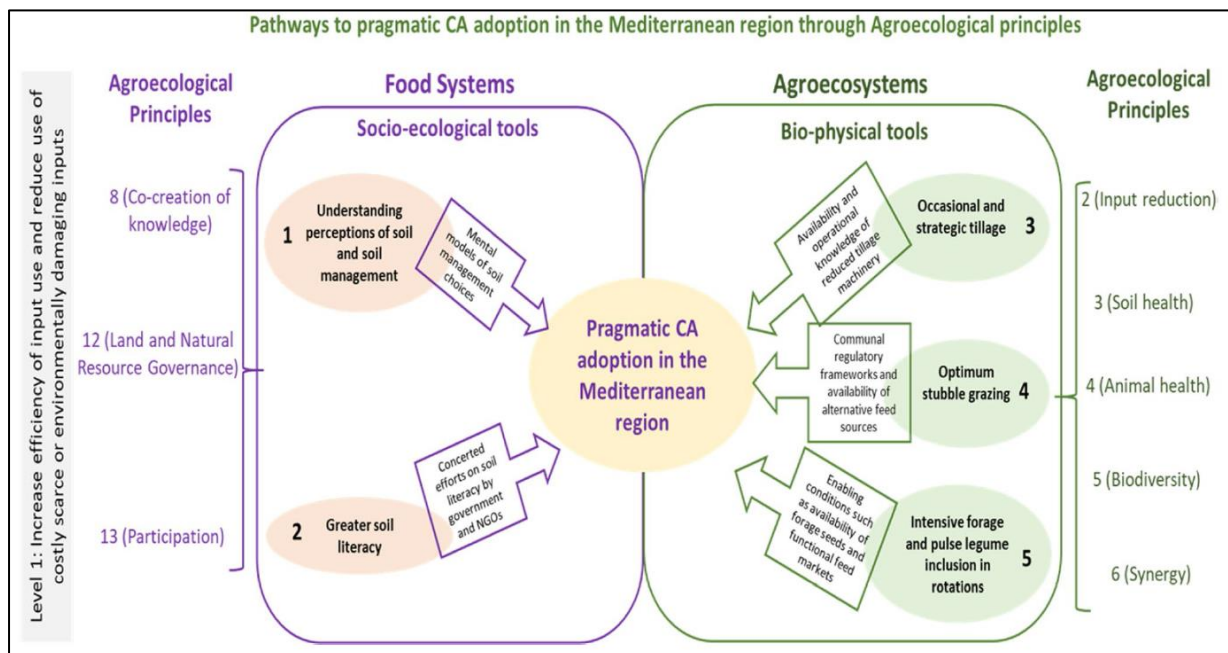 Pathways to pragmatic CA adoption in the Mediterranean region through Agroecological principles
Level 1: Increase efficiency of input use and reduce use of
costly scarce or environmentally damaging inputs
Agroecological
Principles
8 (Co-creation of
knowledge)
12 (Land and Natural
Resource Governance)
13 (Participation)
Food Systems
Socio-ecological tools
1
Understanding
perceptions of soil
and soil
management
Mental
models of soil
management
choices
2
Greater soil
literacy
Concerted
efforts on soil
literacy by
government
and NGOs
Pragmatic CA
adoption in the
Mediterranean
region
Agroecosystems
Bio-physical tools
Availability and
operational
knowledge of
reduced tillage
machinery
Occasional and
strategic tillage
3
Communal
regulatory
frameworks and
availability of
alternative feed
sources
Optimum
stubble grazing
4
Enabling
conditions such
as availability of
forage seeds and
functional feed
markets
Intensive forage
and pulse legume
inclusion in
rotations
5
Agroecological
Principles
2 (Input reduction)
3 (Soil health)
4 (Animal health)
5 (Biodiversity)
6 (Synergy)